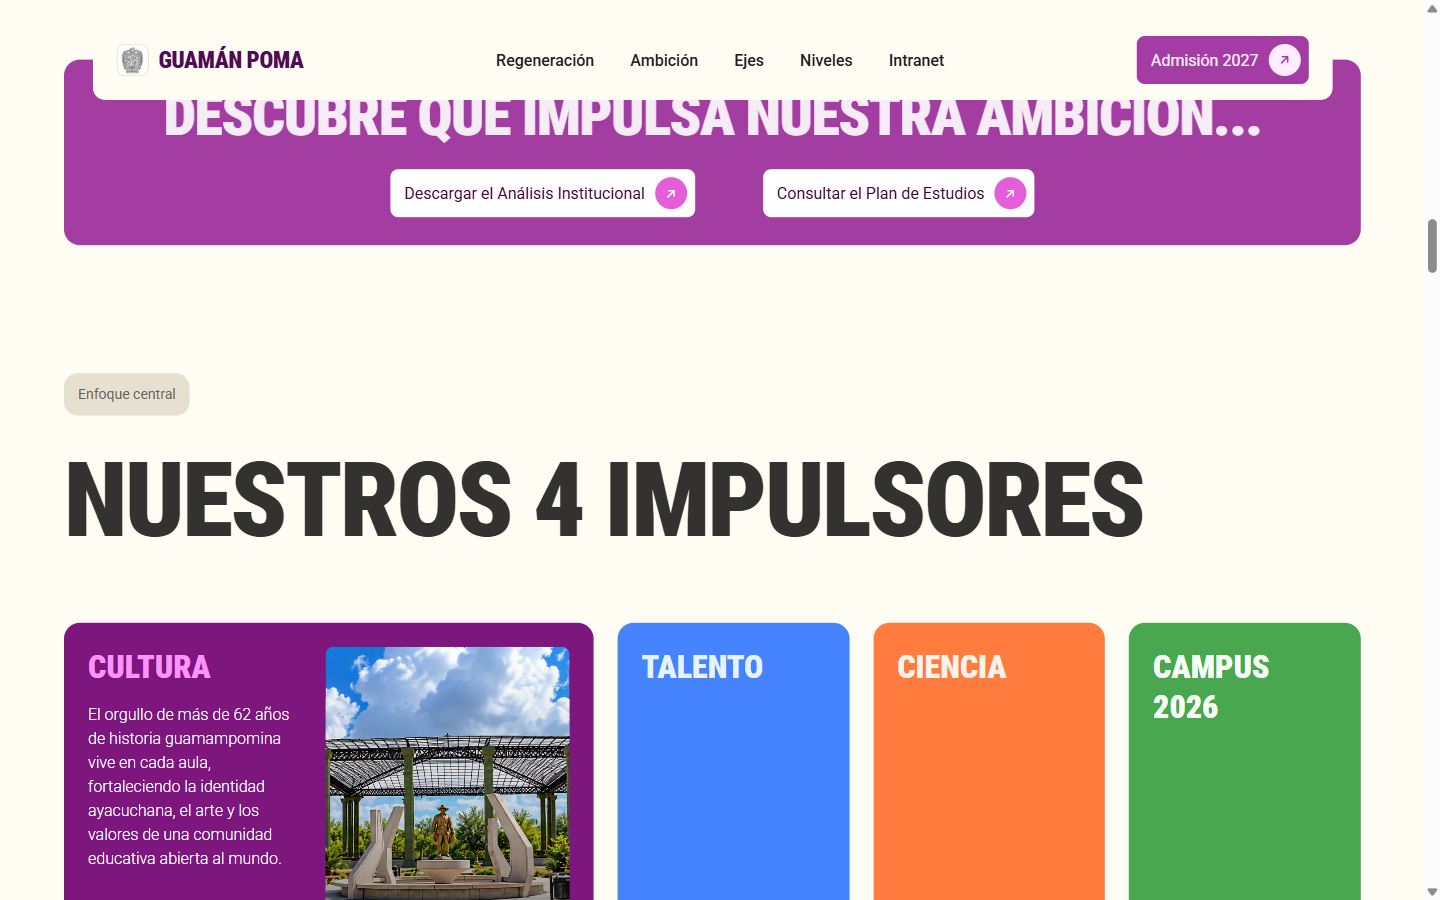 GUAMÁN POMA
Regeneración
Ambición
Ejes
Niveles
Intranet
Admisión 2027
DESCUBRE QUE IMPULSA NUESTRA AMBICIÓN...
Descargar el Análisis Institucional
Consultar el Plan de Estudios
Enfoque central
NUESTROS 4 IMPULSORES
CULTURA
El orgullo de más de 62 años
de historia guamampomina
vive en cada aula,
fortaleciendo la identidad
ayacuchana, el arte y los
valores de una comunidad
educativa abierta al mundo.
TALENTO
CIENCIA
CAMPUS
2026